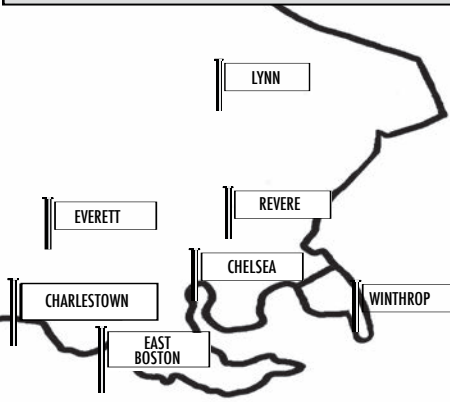 LYNN
REVERE
EVERETT
CHELSEA
CHARLESTOWN
WINTHROP
EAST
BOSTON